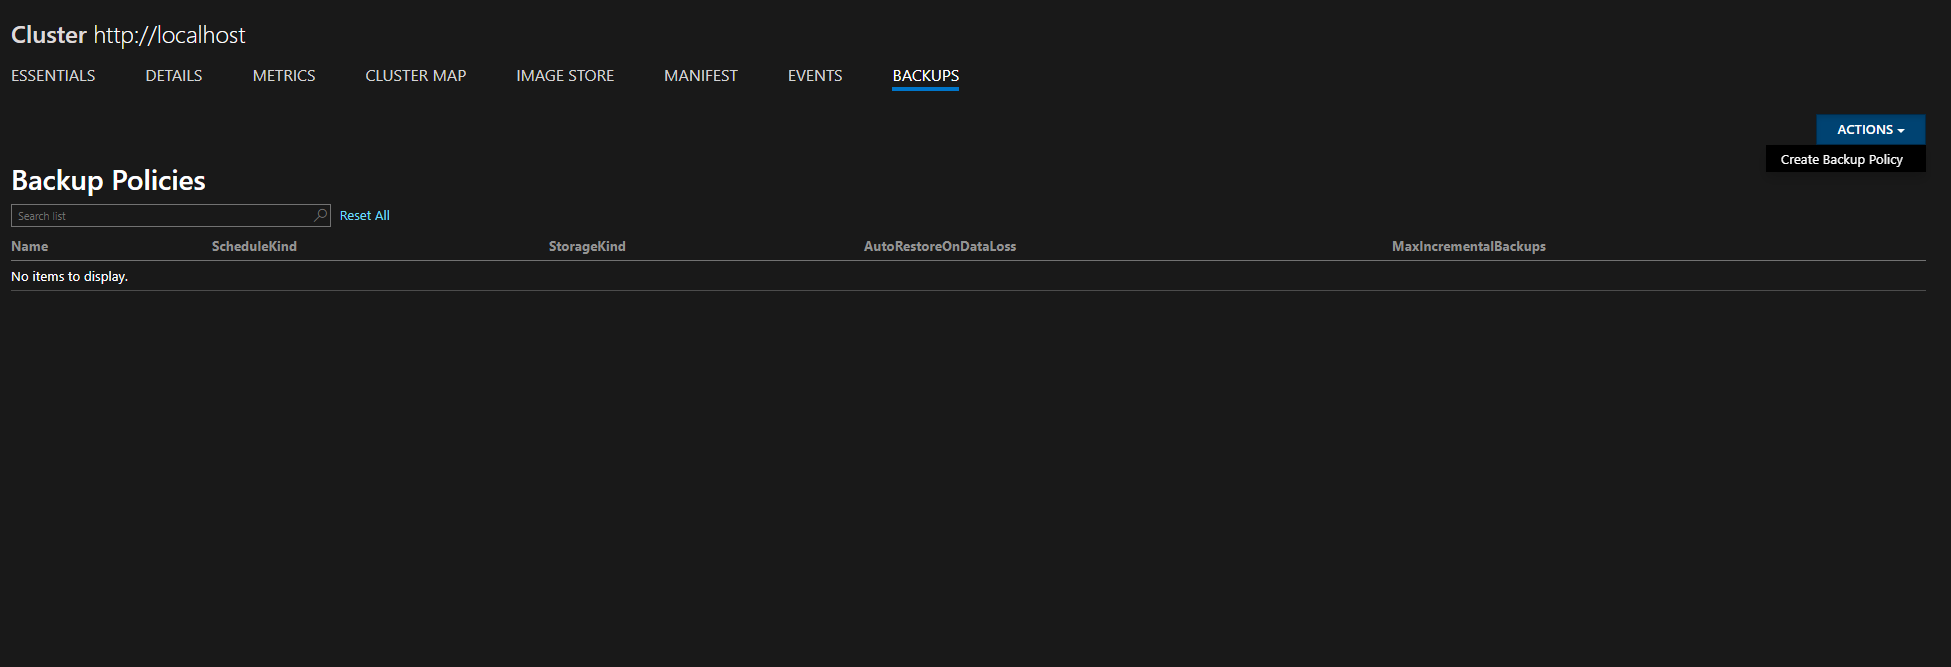 Cluster http://localhost
ESSENTIALS DETAILS METRICS CLUSTER MAP IMAGE STORE MANIFEST EVENTS BACKUPS
ACTIONS
Create Backup Policy
Backup Policies
Search list Reset All
Name ScheduleKind StorageKind AutoRestoreOnDataLoss MaxIncrementalBackups
No items to display.